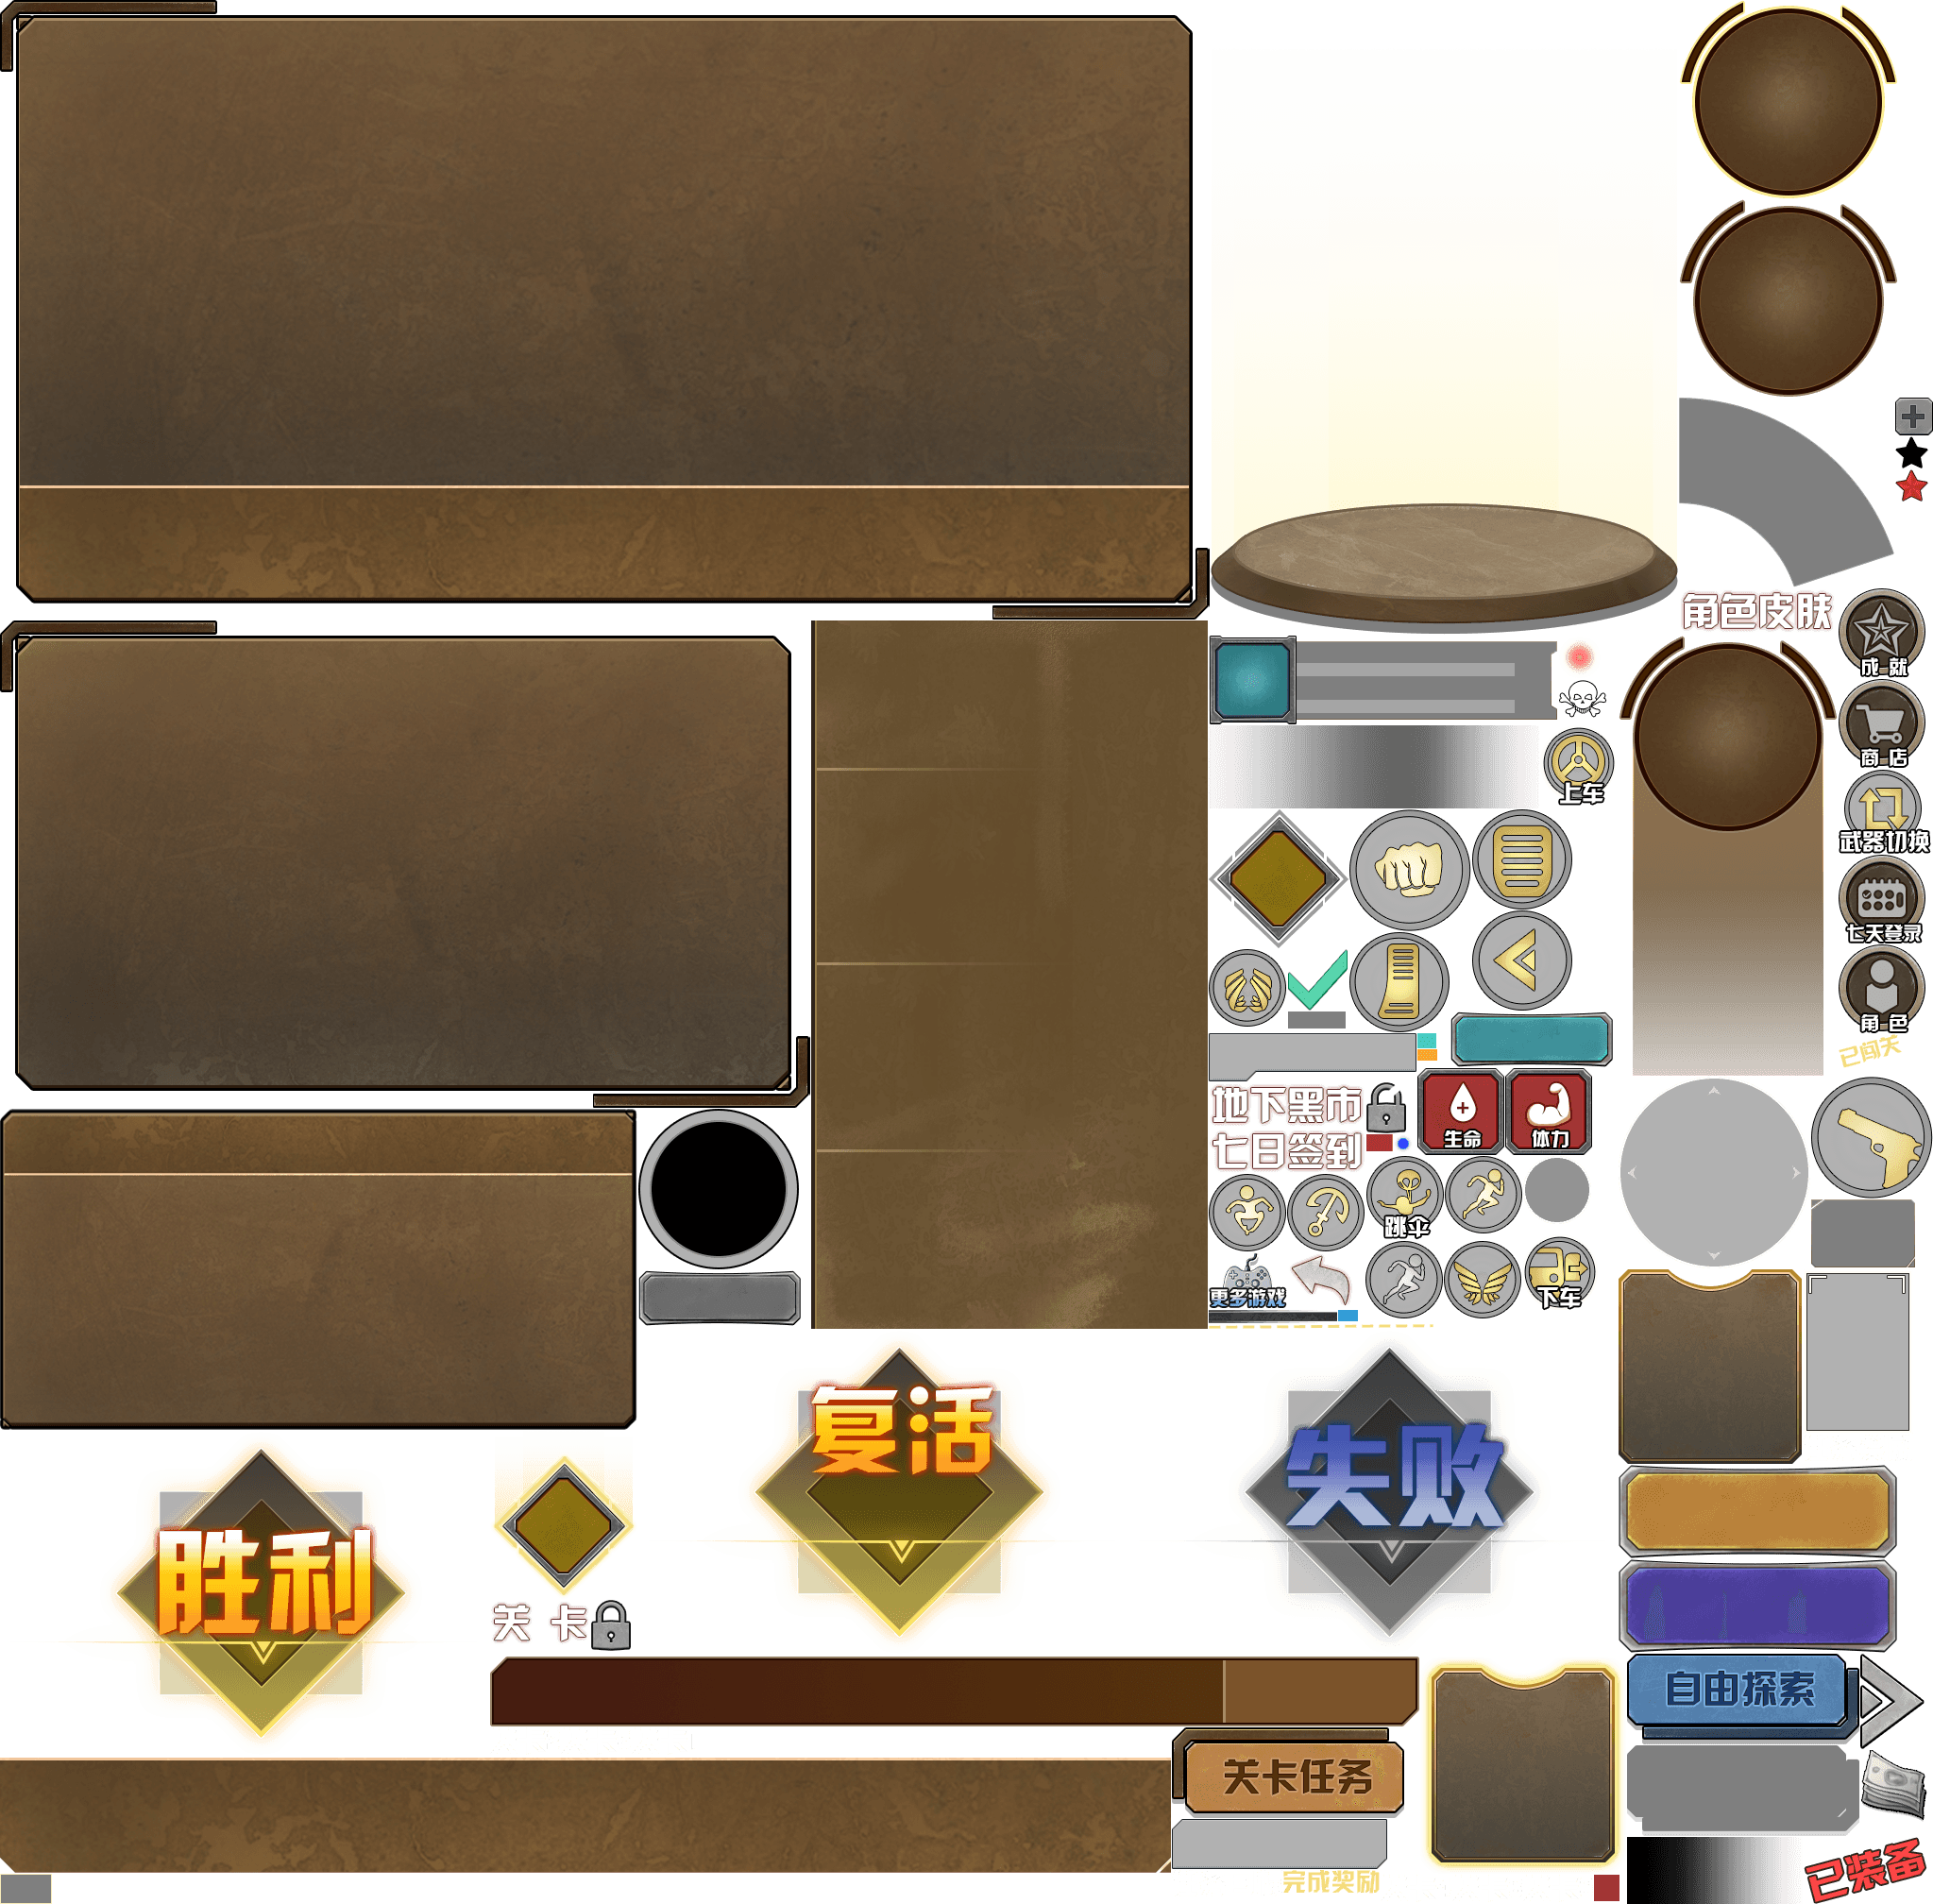 角色皮肤
成就
商店
上车
武器切换
七天登录
角色
已闯关
地下黑市
七日签到
生命
体力
跳伞
更多游戏
下车
复活
失败
胜利
关卡
自由探索
关卡任务
完成奖励
已装备